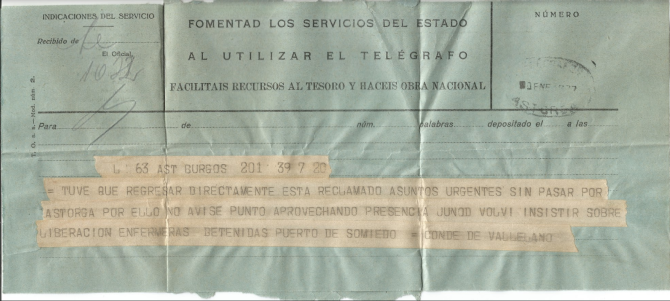 INDICACIONES DEL SERVICIO
Recibido de
El Oficial,
FOMENTAD LOS SERVICIOS DEL ESTADO
AL UTILIZAR EL TELÉGRAFO
FACILITAIS RECURSOS AL TESORO Y HACEIS OBRA NACIONAL
NÚMERO
ENE
ASTORGA
Para de núm. palabras depositado el a las
L 63 AST BURGOS 201 39 7 20
= TUVE QUE REGRESAR DIRECTAMENTE ESTA RECLAMADO ASUNTOS URGENTES SIN PASAR POR
ASTORGA POR ELLO NO AVISE PUNTO APROVECHANDO PRESENCIA JUNOD VOLVI INSISTIR SOBRE
LIBERACION ENFERMERAS DETENIDAS PUERTO DE SOMIEDO = CONDE DE VALLELANO